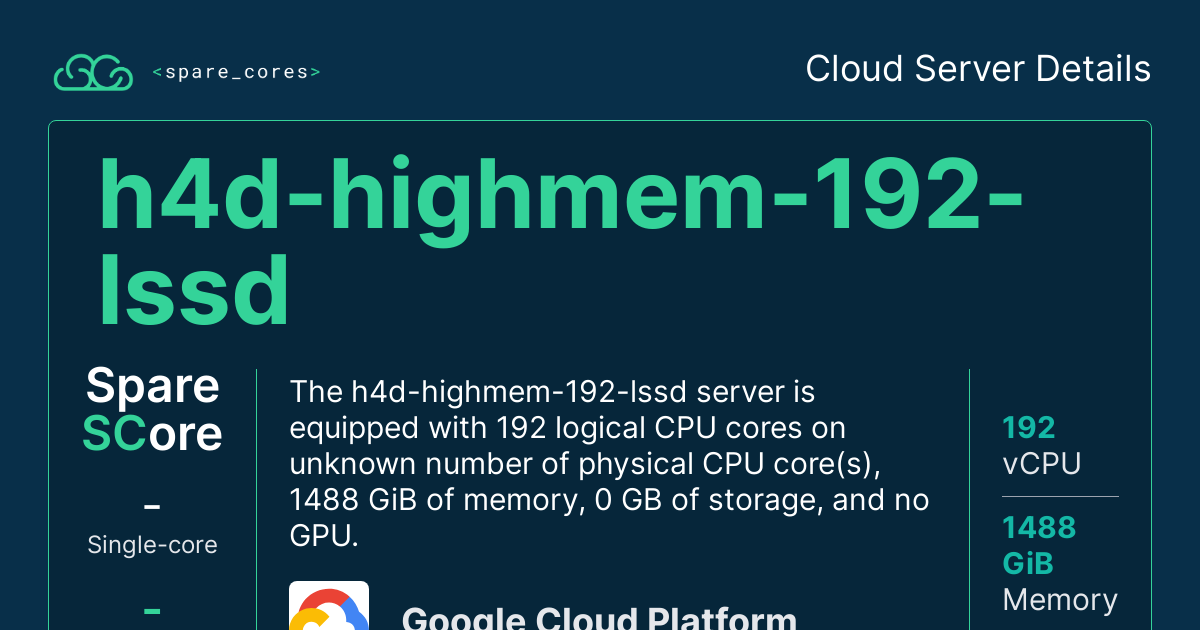 <spare_cores>
Cloud Server Details
h4d-highmem-192-
lssd
Spare
SCore
–
Single-core
–
The h4d-highmem-192-lssd server is
equipped with 192 logical CPU cores on
unknown number of physical CPU core(s),
1488 GiB of memory, 0 GB of storage, and no
GPU.
Google Cloud Platform
192
vCPU
1488
GiB
Memory